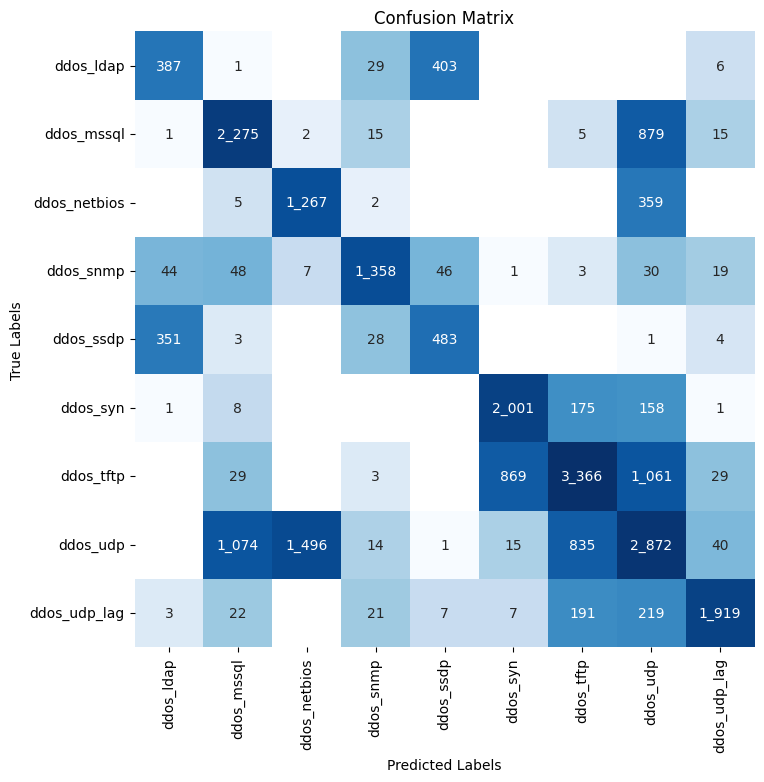 Confusion Matrix
ddos_ldap 387 1 29 403 6
ddos_mssql 1 2_275 2 15 5 879 15
ddos_netbios 5 1_267 2 359
ddos_snmp 44 48 7 1_358 46 1 3 30 19
ddos_ssdp 351 3 28 483 1 4
ddos_syn 1 8 2_001 175 158 1
ddos_tftp 29 3 869 3_366 1_061 29
ddos_udp 1_074 1_496 14 1 15 835 2_872 40
ddos_udp_lag 3 22 21 7 7 191 219 1_919
True Labels
ddos_ldap ddos_mssql ddos_netbios ddos_snmp ddos_ssdp ddos_syn ddos_tftp ddos_udp ddos_udp_lag
Predicted Labels